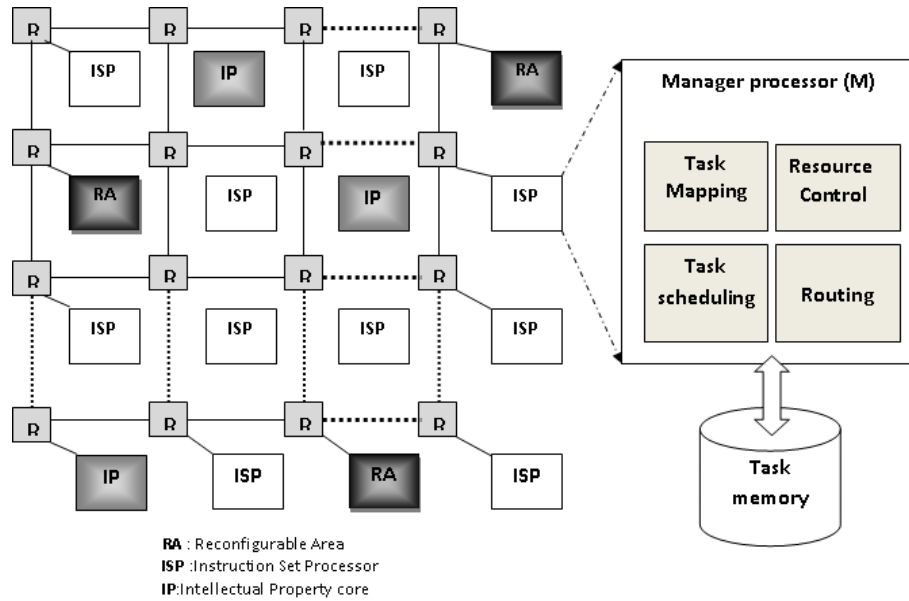 R R R R
ISP IP ISP RA
R R R R
RA ISP IP ISP
R R R R
ISP ISP ISP ISP
R R R R
IP ISP RA ISP
Manager processor (M)
Task
Mapping
Resource
Control
Task
scheduling
Routing
Task
memory
RA : Reconfigurable Area
ISP :Instruction Set Processor
IP:Intellectual Property core